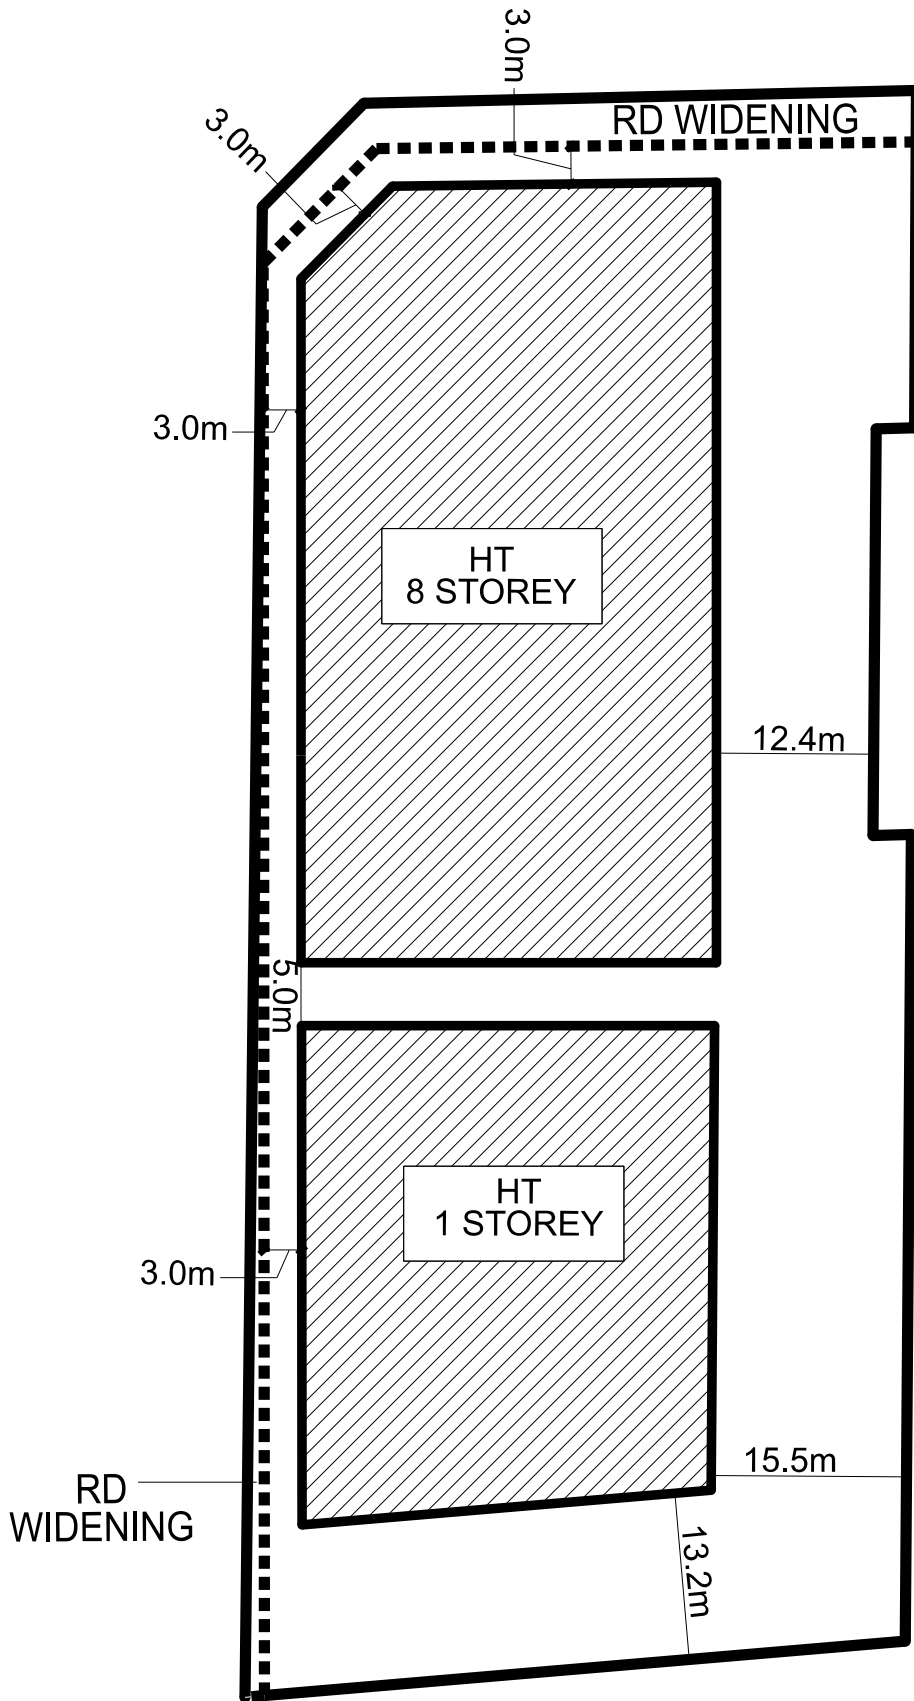 3.0m
RD WIDENING
3.0m
3.0m
HT
8 STOREY
12.4m
5.0m
HT
1 STOREY
3.0m
15.5m
RD
WIDENING
13.2m